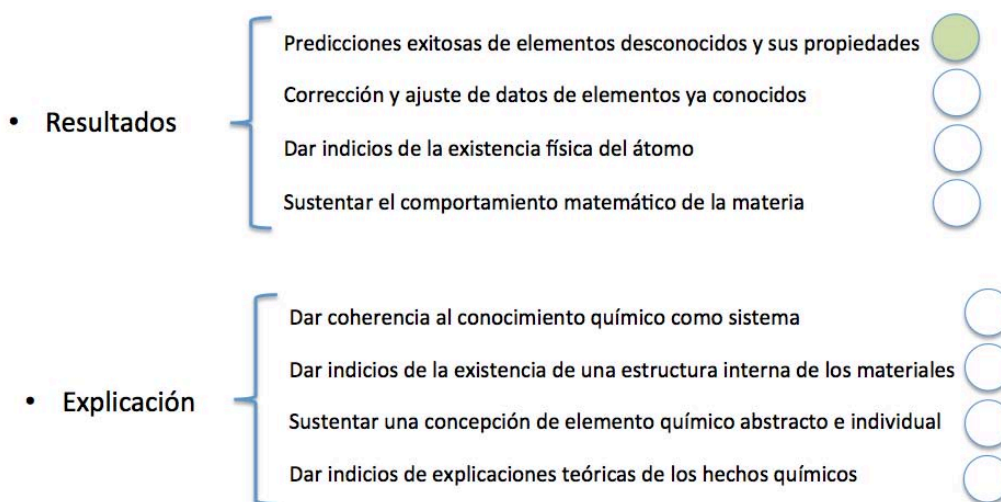 Predicciones exitosas de elementos desconocidos y sus propiedades
Corrección y ajuste de datos de elementos ya conocidos
• Resultados
Dar indicios de la existencia física del átomo
Sustentar el comportamiento matemático de la materia
Dar coherencia al conocimiento químico como sistema
Dar indicios de la existencia de una estructura interna de los materiales
• Explicación
Sustentar una concepción de elemento químico abstracto e individual
Dar indicios de explicaciones teóricas de los hechos químicos